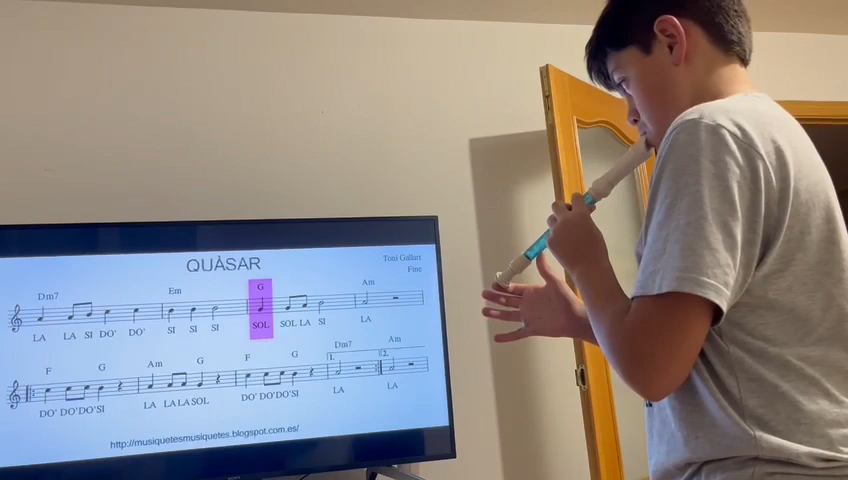 QUÀSAR
Toni Gallart
Fine
Dm7 Em G Am
LA LA SI DO' DO' SI SI SI SOL SOL LA SI LA
F G Am G F G 1. Dm7 2. Am
DO' DO'DO'SI LA LA LA SOL DO' DO'DO'SI LA LA
http://musiquetesmusiquetes.blogspot.com.es/
SONY